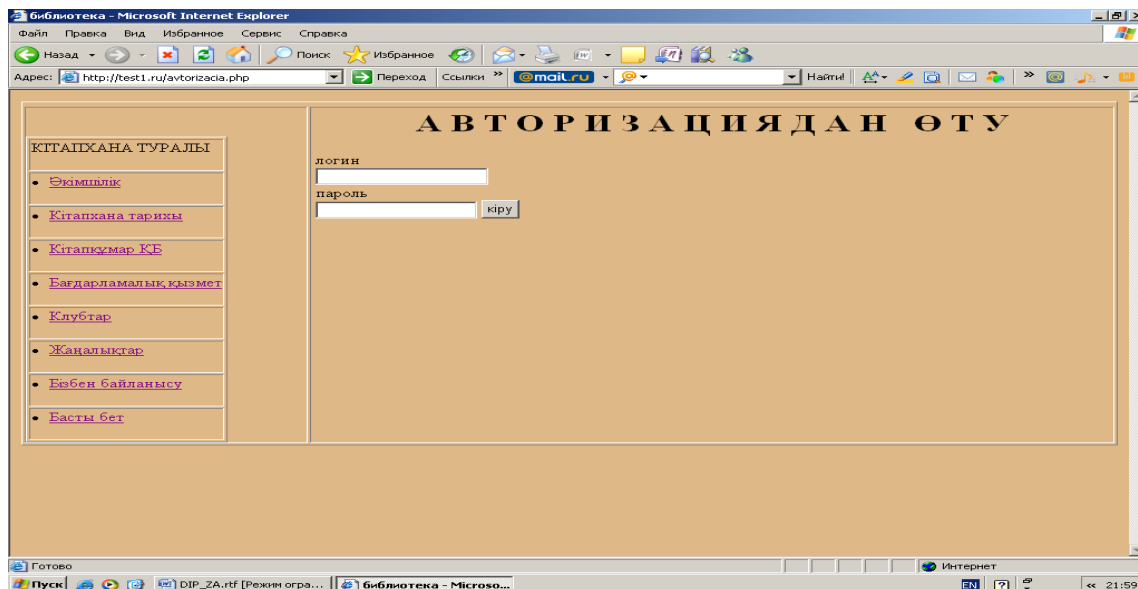 библиотека - Microsoft Internet Explorer
Файл Правка Вид Избранное Сервис Справка
Назад Поиск Избранное
Адрес: http://test1.ru/avtorizacia.php Переход Ссылки » @mail.ru Найти! »
АВТОРИЗАЦИЯДАН ӨТУ
КІТАПХАНА ТУРАЛЫ
логин
пароль
кіру
• Әкімшілік
• Кітапхана тарихы
• Кітапқұмар ҚБ
• Бағдарламалық қызмет
• Клубтар
• Жаңалықтар
• Бізбен байланысу
• Басты бет
Готово Интернет
Пуск DIP_ZA.rtf [Режим огра... библиотека - Microso... EN « 21:59